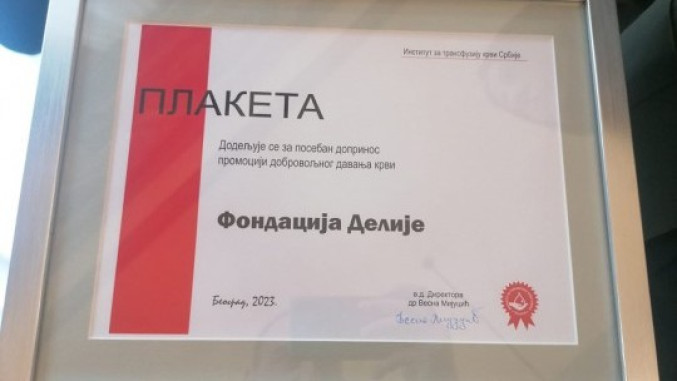 Институт за трансфузију крви Србије
ПЛАКЕТА
Додељује се за посебан допринос
промоцији добровољног давања крви
Фондација Делије
Београд, 2023.
в.д. Директора
др Весна Мијушић